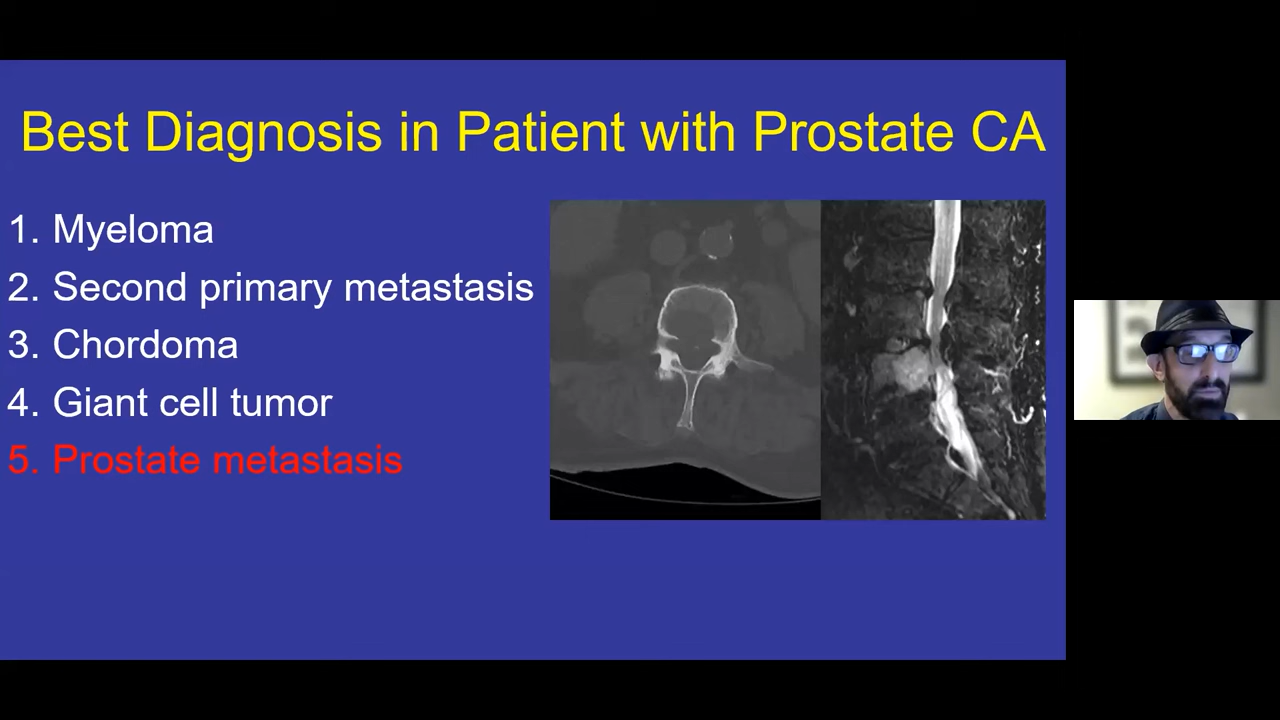 Best Diagnosis in Patient with Prostate CA
1. Myeloma
2. Second primary metastasis
3. Chordoma
4. Giant cell tumor
5. Prostate metastasis